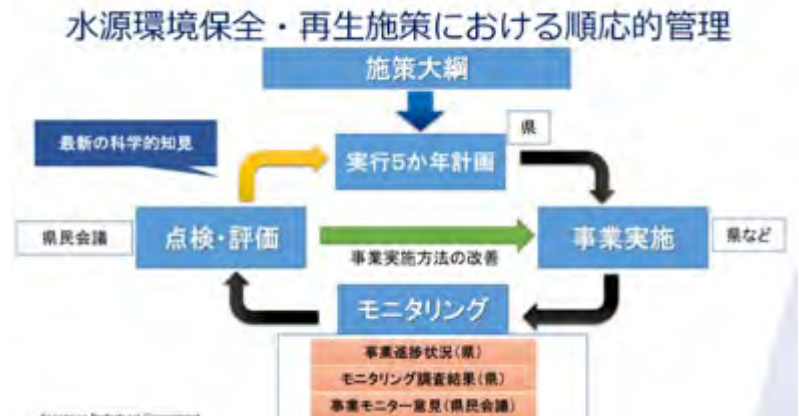 水源環境保全・再生施策における順応的管理
施策大綱
県
最新の科学的知見
実行5か年計画
県民会議
点検・評価
事業実施
県など
事業実施方法の改善
モニタリング
事業進捗状況(県)
モニタリング調査結果(県)
事業モニター意見(県民会議)